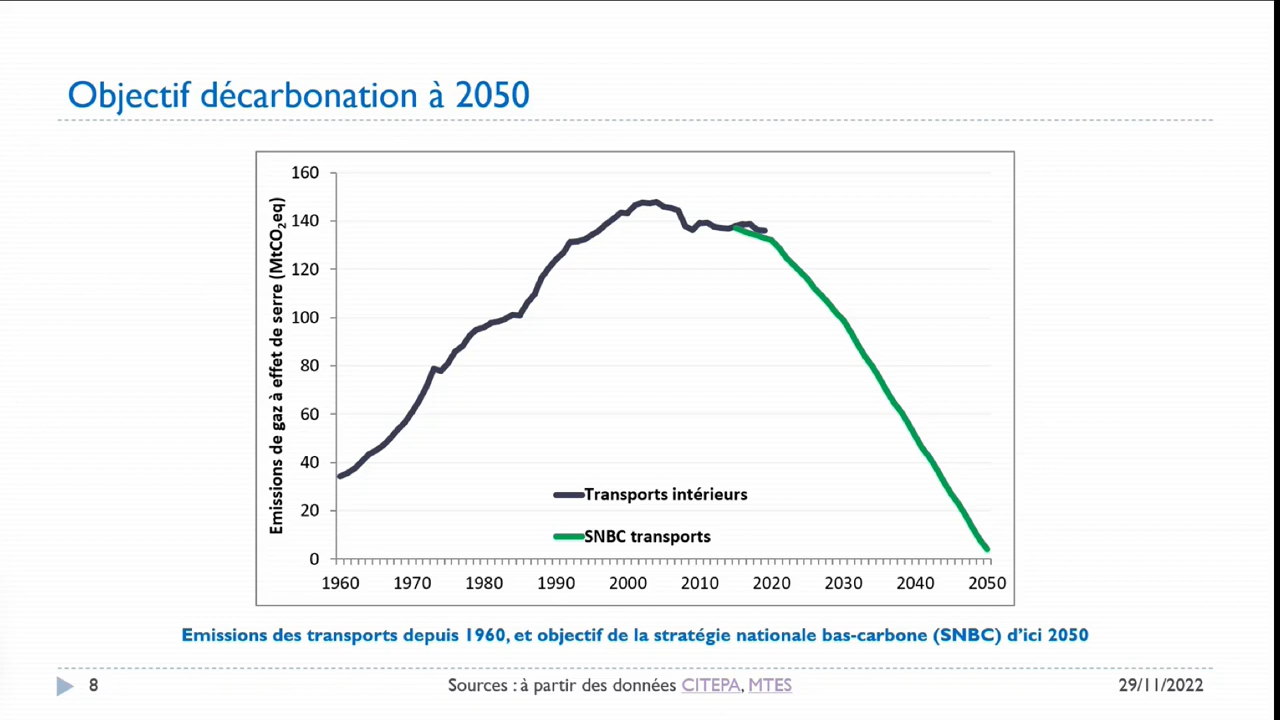 Objectif décarbonation à 2050
Emissions de gaz à effet de serre (MtCO₂eq)
160
140
120
100
80
60
40
20
0
1960 1970 1980 1990 2000 2010 2020 2030 2040 2050
Transports intérieurs
SNBC transports
Emissions des transports depuis 1960, et objectif de la stratégie nationale bas-carbone (SNBC) d’ici 2050
8 Sources : à partir des données CITEPA, MTES 29/11/2022